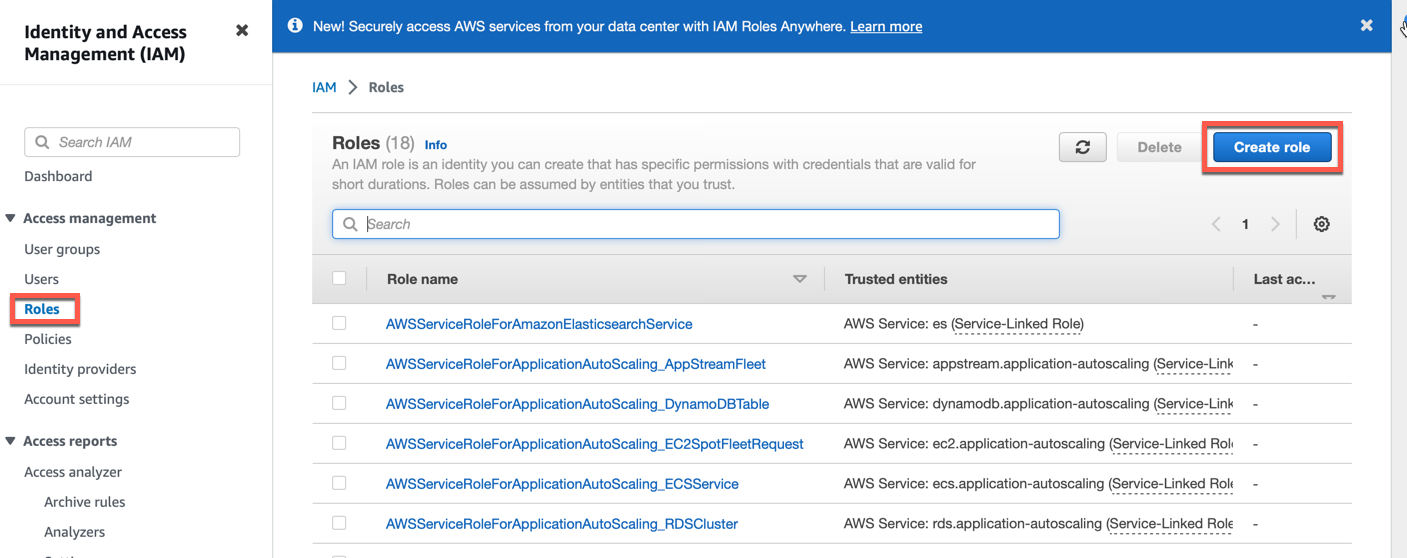 Identity and Access
Management (IAM)
Search IAM
Dashboard
Access management
User groups
Users
Roles
Policies
Identity providers
Account settings
Access reports
Access analyzer
Archive rules
Analyzers
New! Securely access AWS services from your data center with IAM Roles Anywhere. Learn more
IAM > Roles
Roles (18) Info
An IAM role is an identity you can create that has specific permissions with credentials that are valid for
short durations. Roles can be assumed by entities that you trust.
Delete
Create role
Search
1
Role name Trusted entities Last ac...
AWSServiceRoleForAmazonElasticsearchService AWS Service: es (Service-Linked Role) -
AWSServiceRoleForApplicationAutoScaling_AppStreamFleet AWS Service: appstream.application-autoscaling (Service-Link -
AWSServiceRoleForApplicationAutoScaling_DynamoDBTable AWS Service: dynamodb.application-autoscaling (Service-Link -
AWSServiceRoleForApplicationAutoScaling_EC2SpotFleetRequest AWS Service: ec2.application-autoscaling (Service-Linked Role -
AWSServiceRoleForApplicationAutoScaling_ECSService AWS Service: ecs.application-autoscaling (Service-Linked Role -
AWSServiceRoleForApplicationAutoScaling_RDSCluster AWS Service: rds.application-autoscaling (Service-Linked Role -